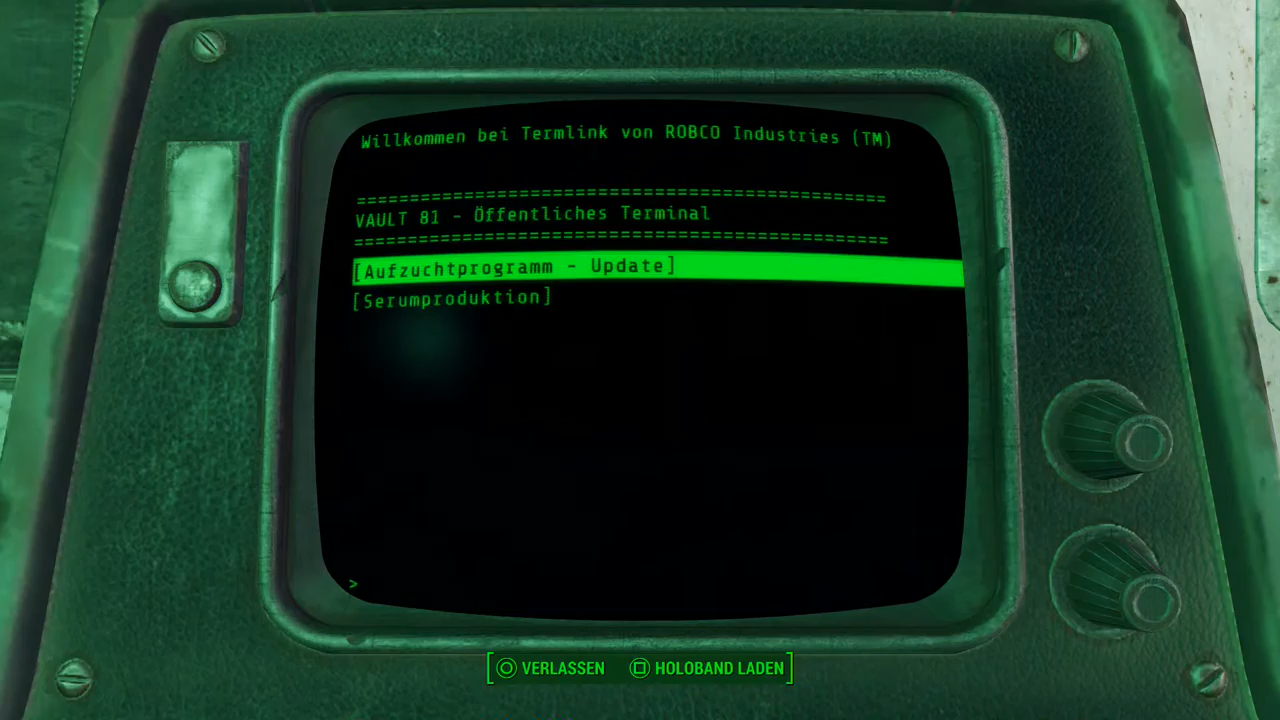 Willkommen bei Termlink von ROBCO Industries (TM)
=============================================
VAULT 81 - Öffentliches Terminal
=============================================
[Aufzuchtprogramm - Update]
[Serumproduktion]
>
VERLASSEN HOLOBAND LADEN